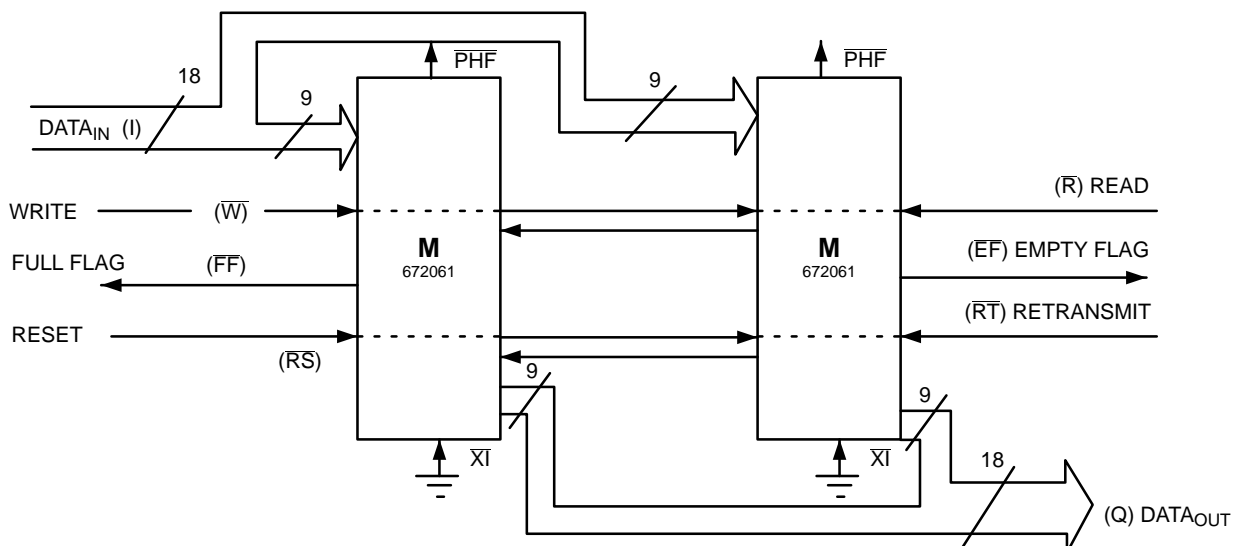 PHF
PHF
18
9
9
DATAIN (I)
(R) READ
WRITE (W)
M
672061
M
672061
(EF) EMPTY FLAG
FULL FLAG (FF)
(RT) RETRANSMIT
RESET
(RS)
9
9
XI
XI
18
(Q) DATAOUT